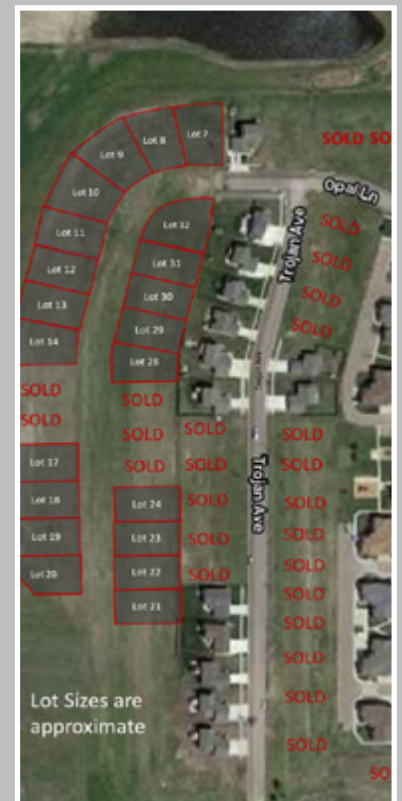 Lot 7
Lot 8
SOLD SO
Lot 9
Opal Ln
Lot 10
SOLD
Lot 32
Lot 11
Trojan Ave
SOLD
Lot 31
Lot 12
SOLD
Lot 30
Lot 13
SOLD
Lot 29
Lot 14
Lot 28
SOLD
SOLD
SOLD
SOLD
SOLD
SOLD
Lot 17
SOLD
SOLD
SOLD
Trojan Ave
Lot 18
Lot 24
SOLD
SOLD
Lot 19
Lot 23
SOLD
SOLD
Lot 20
Lot 22
SOLD
SOLD
SOLD
Lot 21
SOLD
SOLD
Lot Sizes are
approximate
SOLD
SOLD
SO